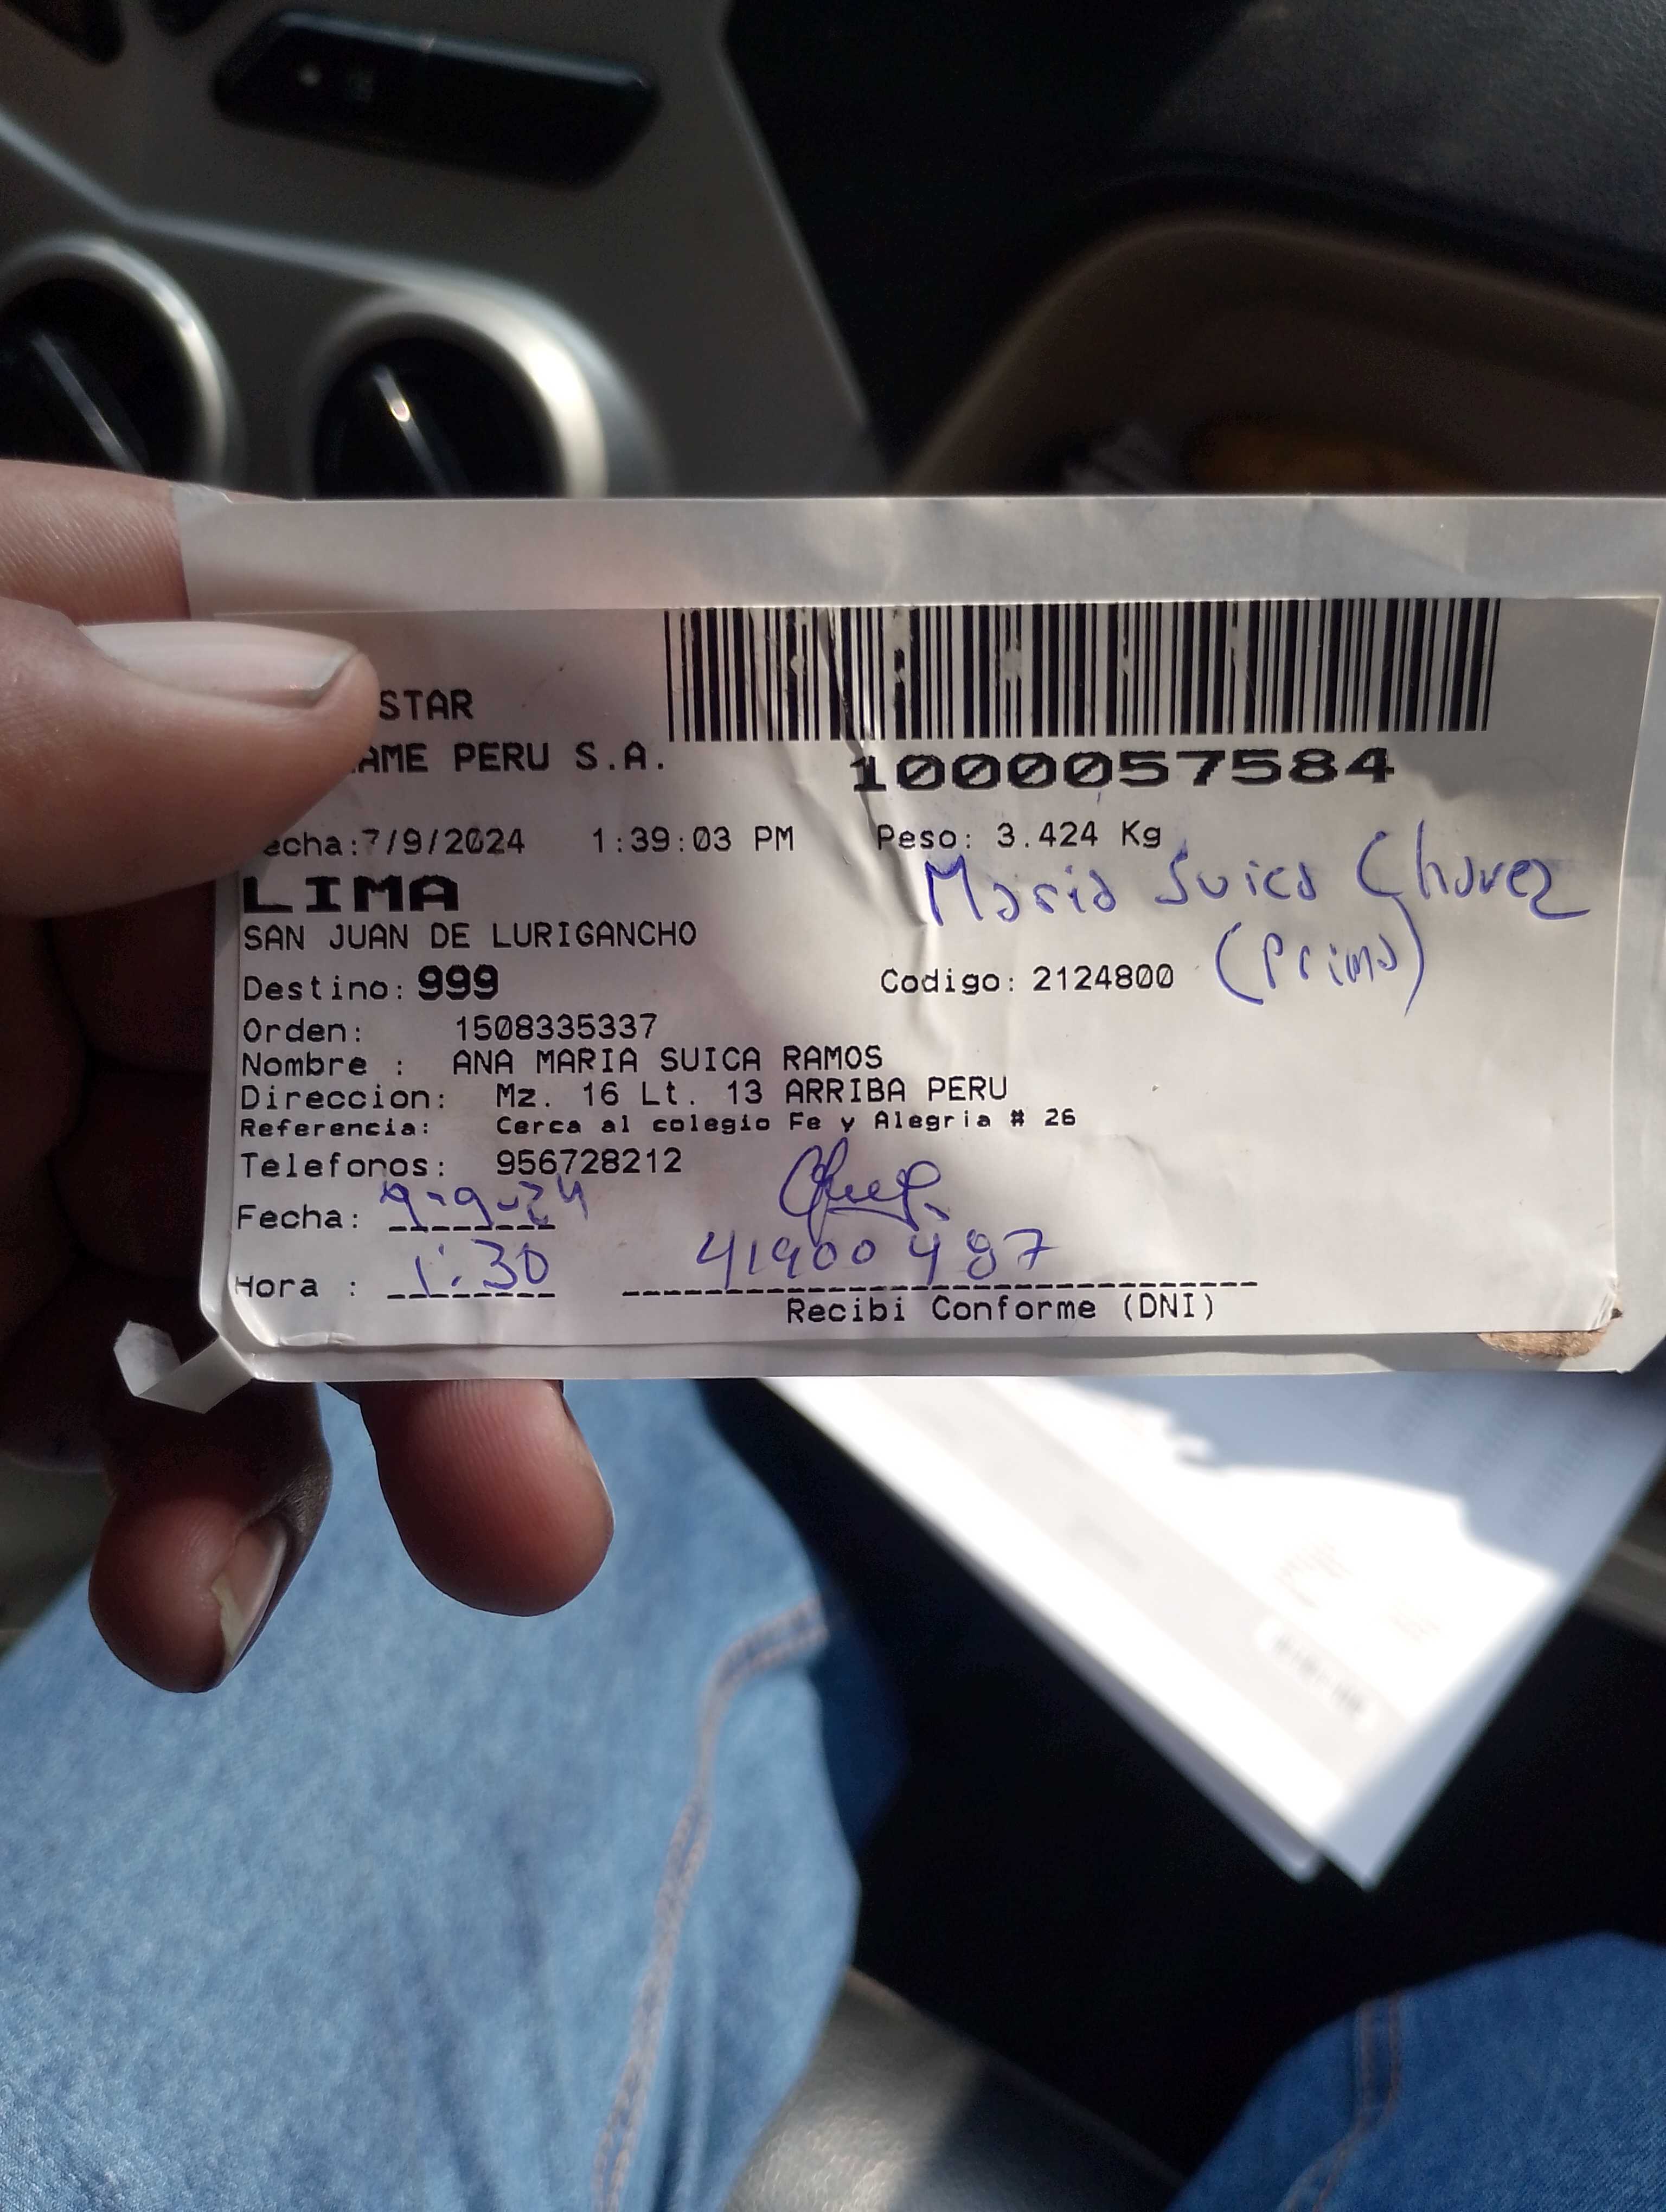 STAR
AME PERU S.A.
1000057584
echa:7/9/2024 1:39:03 PM Peso: 3.424 Kg
LIMA
Maria Suica Chavez
SAN JUAN DE LURIGANCHO
(Prima)
Destino: 999 Codigo: 2124800
Orden: 1508335337
Nombre : ANA MARIA SUICA RAMOS
Direccion: Mz. 16 Lt. 13 ARRIBA PERU
Referencia: Cerca al colegio Fe y Alegria # 26
Telefonos: 956728212
Fecha: 9-9-24
41900487
Hora : 1:30
Recibi Conforme (DNI)